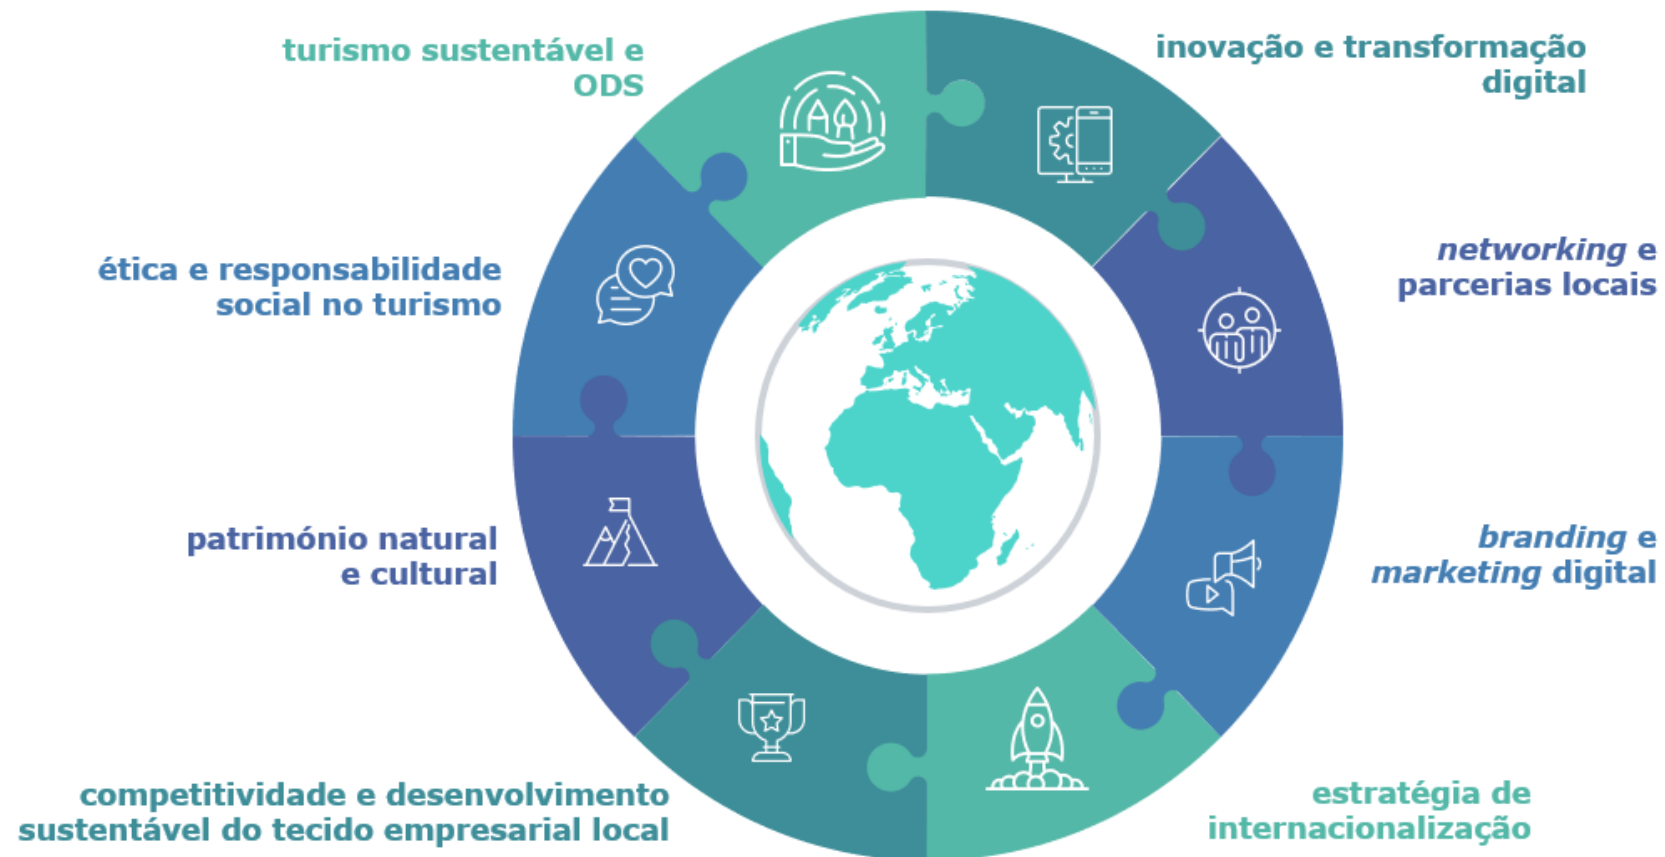 turismo sustentável e
ODS
inovação e transformação
digital
ética e responsabilidade
social no turismo
networking e
parcerias locais
património natural
e cultural
branding e
marketing digital
competitividade e desenvolvimento
sustentável do tecido empresarial local
estratégia de
internacionalização